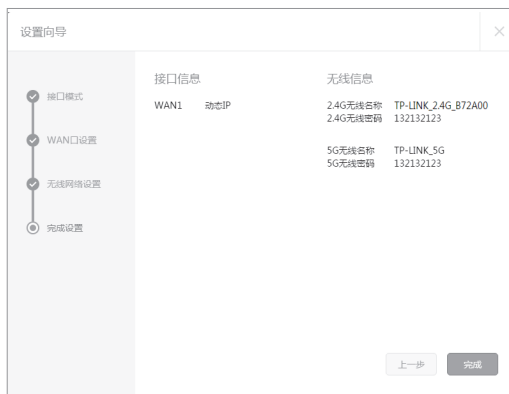 设置向导
接口模式
WAN口设置
无线网络设置
完成设置
接口信息
WAN1 动态IP
无线信息
2.4G无线名称 TP-LINK_2.4G_B72A00
2.4G无线密码 132132123
5G无线名称 TP-LINK_5G
5G无线密码 132132123
上一步 完成